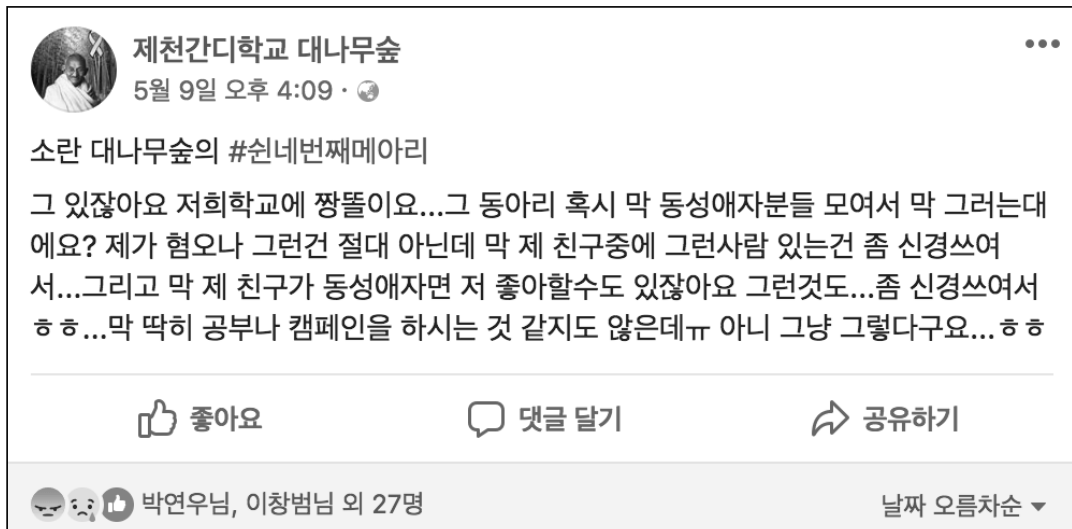 제천간디학교 대나무숲
5월 9일 오후 4:09 ·
소란 대나무숲의 #쉰네번째메아리
그 있잖아요 저희학교에 짱똘이요...그 동아리 혹시 막 동성애자분들 모여서 막 그러는대
에요? 제가 혐오나 그런건 절대 아닌데 막 제 친구중에 그런사람 있는건 좀 신경쓰여
서...그리고 막 제 친구가 동성애자면 저 좋아할수도 있잖아요 그런것도...좀 신경쓰여서
ㅎㅎ...막 딱히 공부나 캠페인을 하시는 것 같지도 않은데ㅠ 아니 그냥 그렇다구요...ㅎㅎ
좋아요 댓글 달기 공유하기
박연우님, 이창범님 외 27명 날짜 오름차순